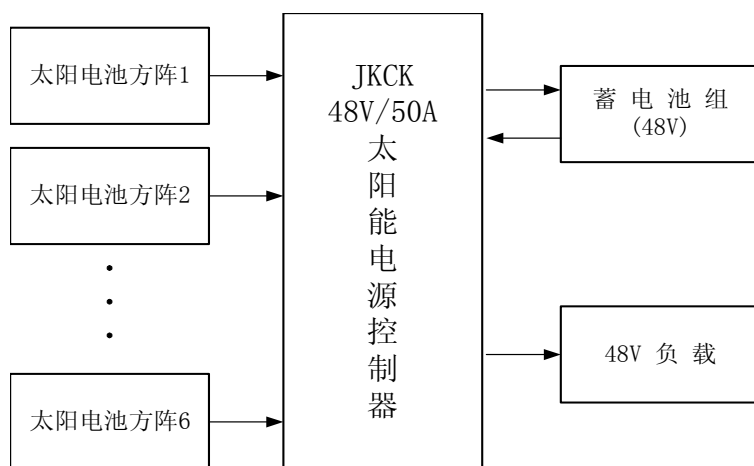 太阳电池方阵1
太阳电池方阵2
太阳电池方阵6
JKCK
48V/50A
太
阳
能
电
源
控
制
器
蓄 电 池 组
(48V)
48V 负 载